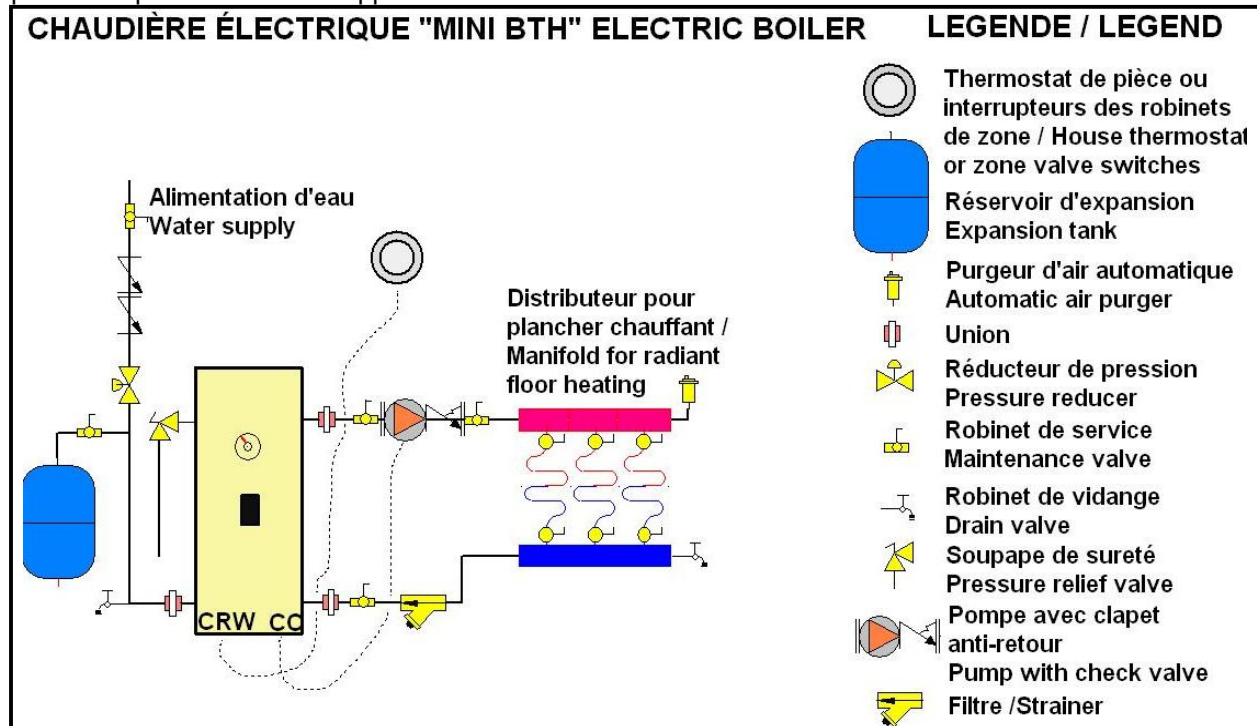 CHAUDIÈRE ÉLECTRIQUE "MINI BTH" ELECTRIC BOILER
LEGENDE / LEGEND
Alimentation d'eau
Water supply
Distributeur pour
plancher chauffant /
Manifold for radiant
floor heating
CRW CC
Thermostat de pièce ou
interrupteurs des robinets
de zone / House thermostat
or zone valve switches
Réservoir d'expansion
Expansion tank
Purgeur d'air automatique
Automatic air purger
Union
Réducteur de pression
Pressure reducer
Robinet de service
Maintenance valve
Robinet de vidange
Drain valve
Soupape de sureté
Pressure relief valve
Pompe avec clapet
anti-retour
Pump with check valve
Filtre /Strainer